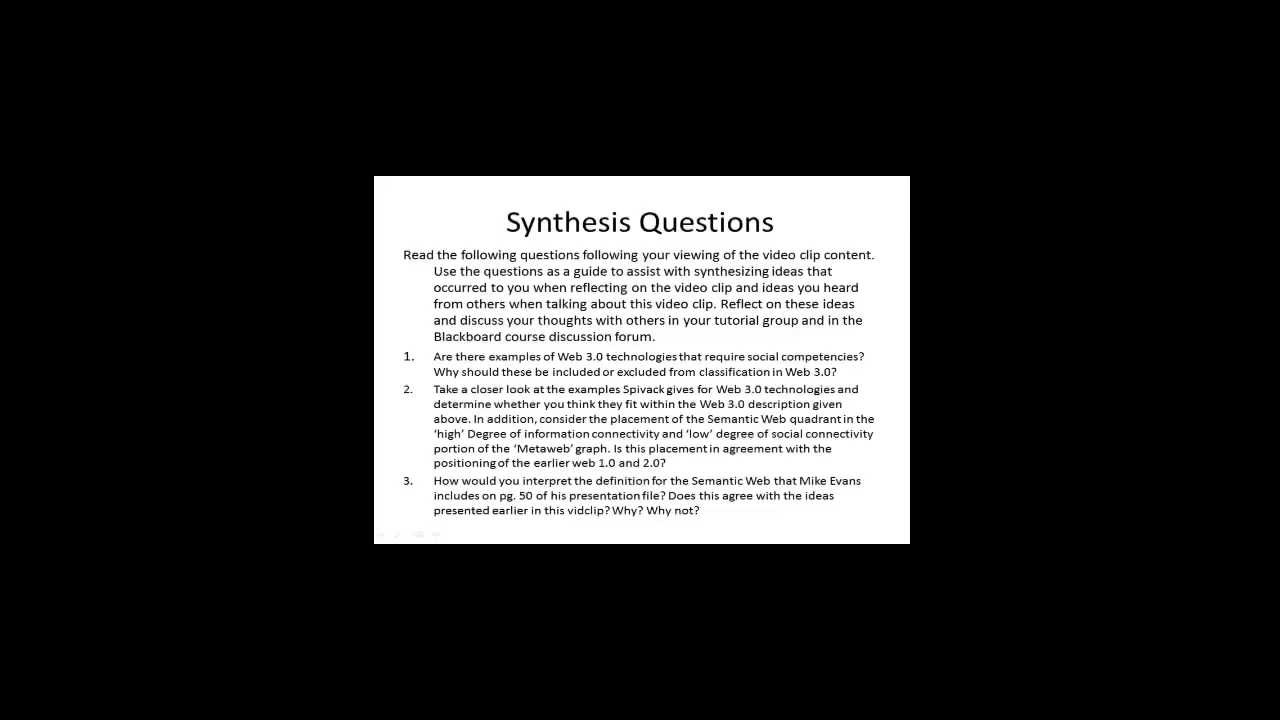 Synthesis Questions
Read the following questions following your viewing of the video clip content.
Use the questions as a guide to assist with synthesizing ideas that
occurred to you when reflecting on the video clip and ideas you heard
from others when talking about this video clip. Reflect on these ideas
and discuss your thoughts with others in your tutorial group and in the
Blackboard course discussion forum.
1. Are there examples of Web 3.0 technologies that require social competencies?
Why should these be included or excluded from classification in Web 3.0?
2. Take a closer look at the examples Spivack gives for Web 3.0 technologies and
determine whether you think they fit within the Web 3.0 description given
above. In addition, consider the placement of the Semantic Web quadrant in the
‘high’ Degree of information connectivity and ‘low’ degree of social connectivity
portion of the ‘Metaweb’ graph. Is this placement in agreement with the
positioning of the earlier web 1.0 and 2.0?
3. How would you interpret the definition for the Semantic Web that Mike Evans
includes on pg. 50 of his presentation file? Does this agree with the ideas
presented earlier in this vidclip? Why? Why not?